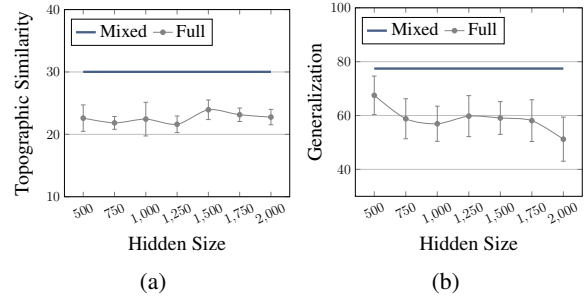 Mixed Full
Topographic Similarity
40
30
20
10
500 750 1,000 1,250 1,500 1,750 2,000
Hidden Size
(a)
Mixed Full
Generalization
100
80
60
40
500 750 1,000 1,250 1,500 1,750 2,000
Hidden Size
(b)